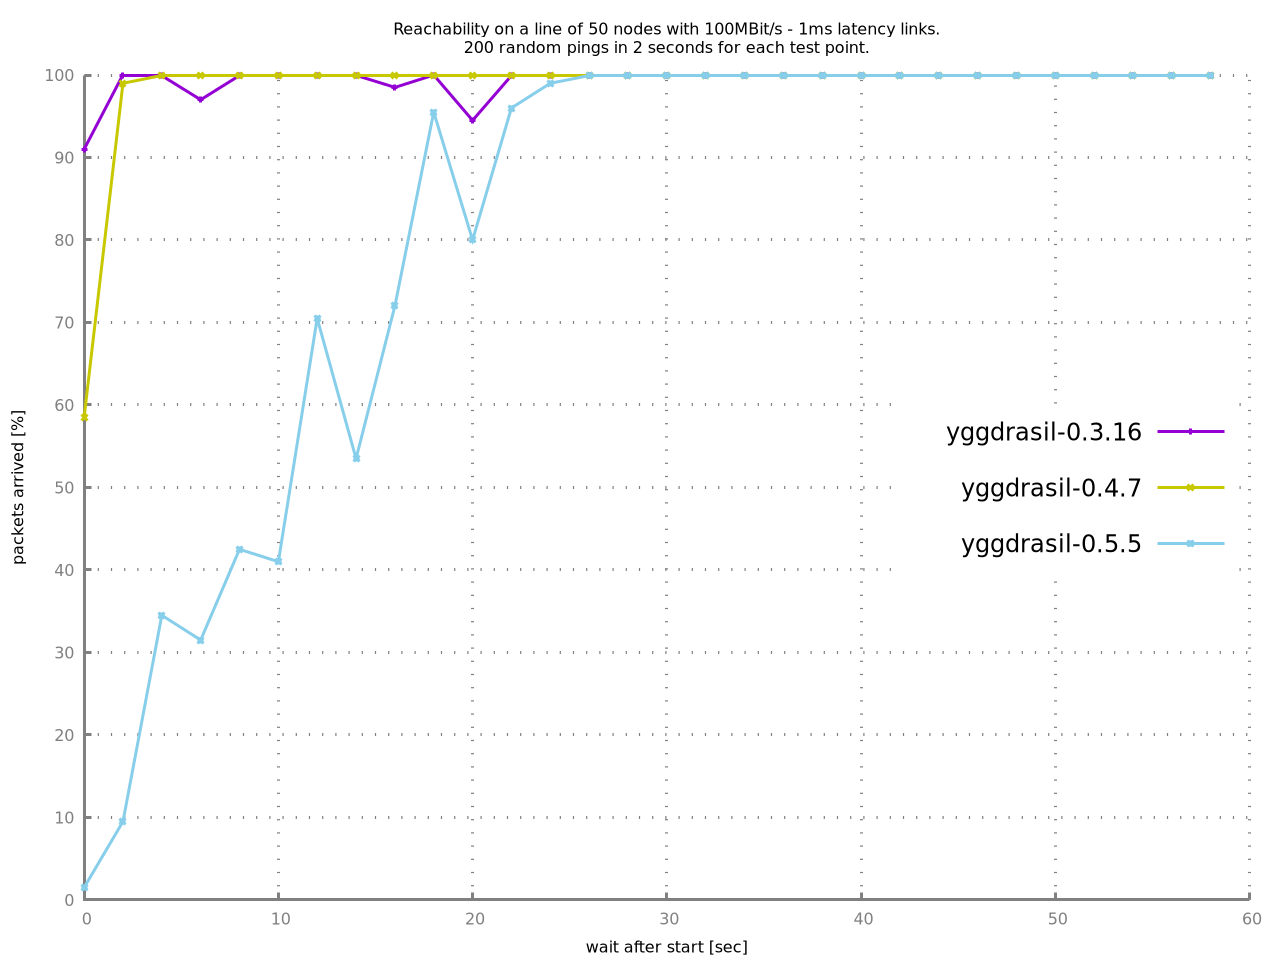 Reachability on a line of 50 nodes with 100MBit/s - 1ms latency links.
200 random pings in 2 seconds for each test point.
100
90
80
70
60
50
40
30
20
10
0
packets arrived [%]
yggdrasil-0.3.16
yggdrasil-0.4.7
yggdrasil-0.5.5
0 10 20 30 40 50 60
wait after start [sec]